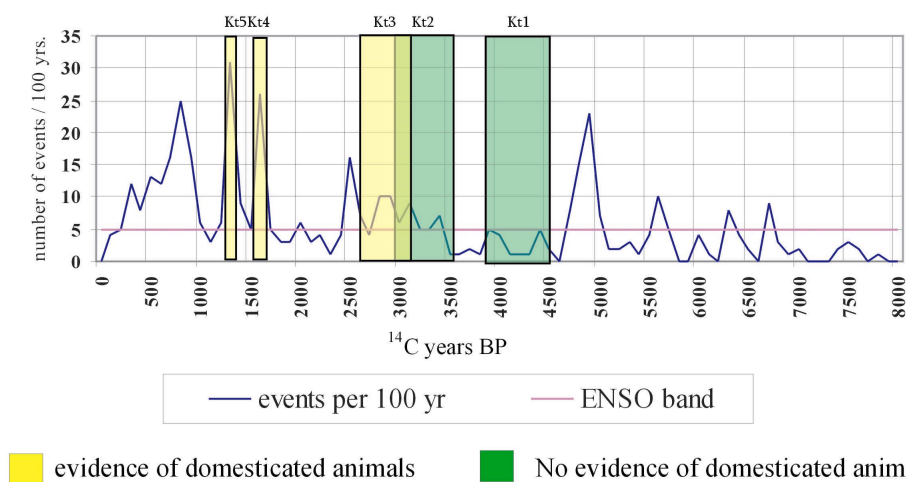 Kt5 Kt4 Kt3 Kt2 Kt1
35
30
25
20
15
10
5
0
number of events / 100 yrs.
0 500 1000 1500 2000 2500 3000 3500 4000 4500 5000 5500 6000 6500 7000 7500 8000
14C years BP
events per 100 yr ENSO band
evidence of domesticated animals No evidence of domesticated anim